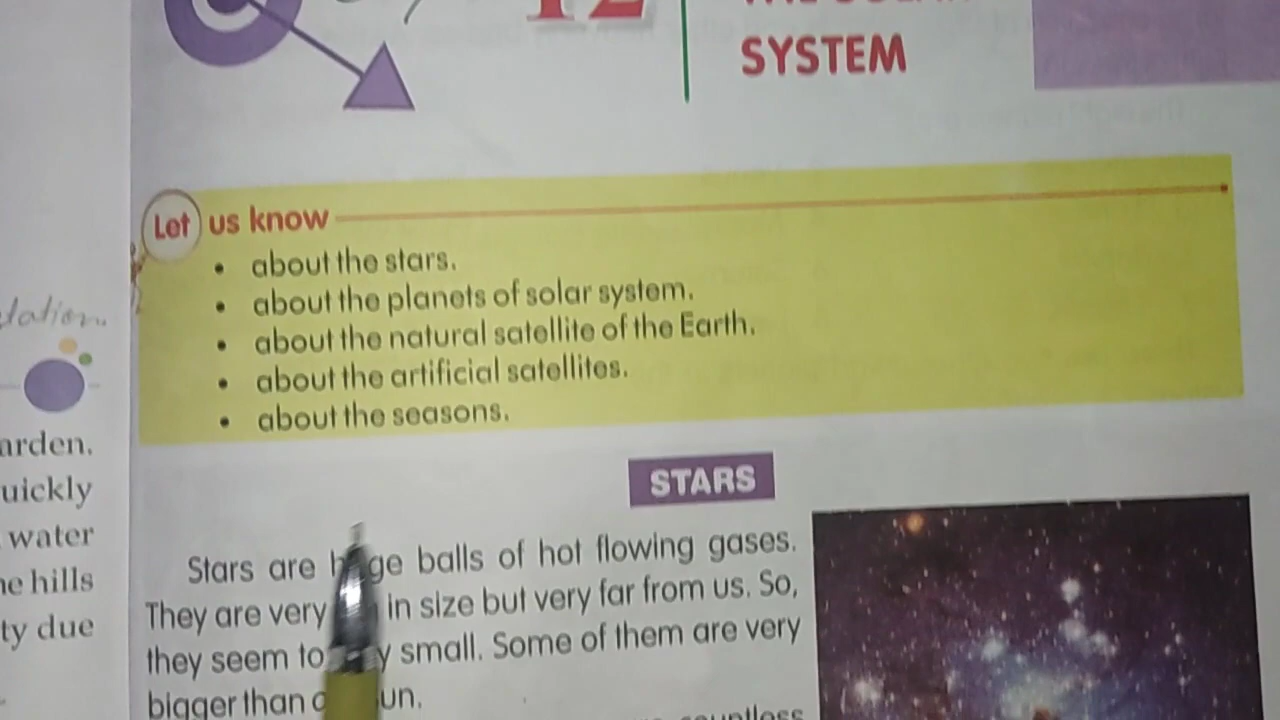 12
SYSTEM
Let us know
• about the stars.
• about the planets of solar system.
• about the natural satellite of the Earth.
• about the artificial satellites.
• about the seasons.
STARS
Stars are h ge balls of hot flowing gases.
They are very in size but very far from us. So,
they seem to y small. Some of them are very
bigger than un.
arden.
uickly
water
hills
ty due